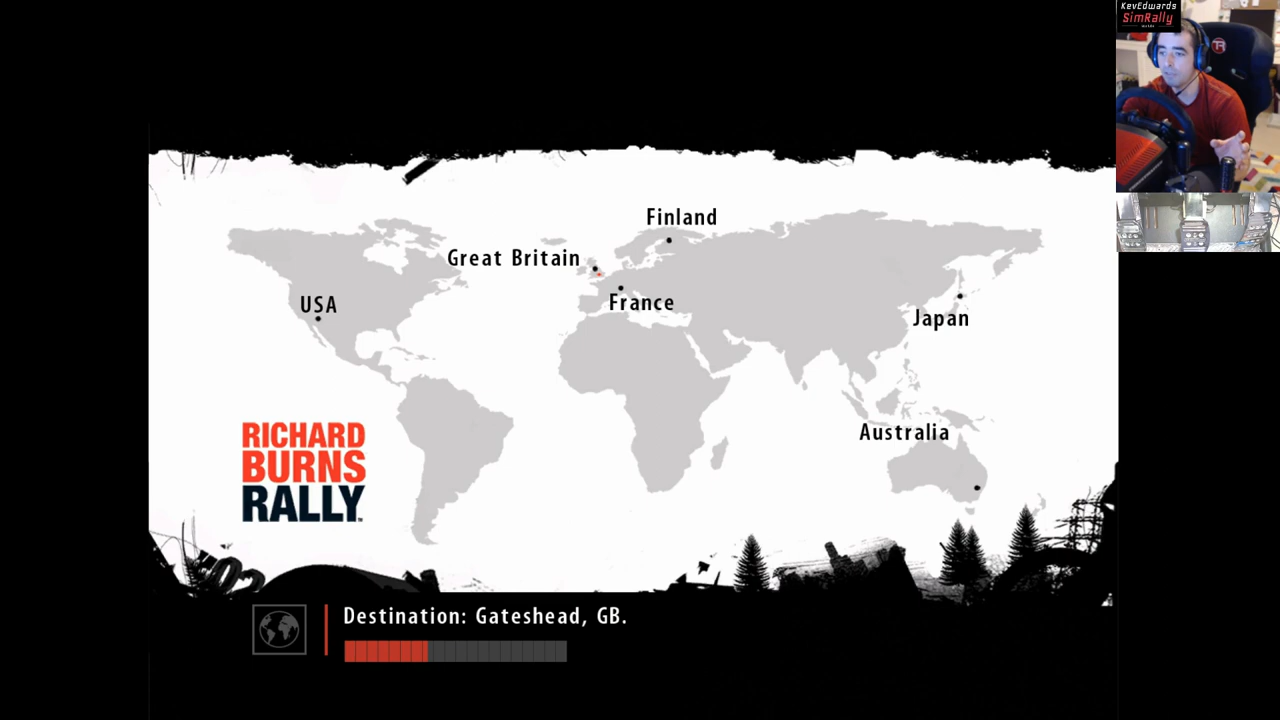 KevEdwards
SimRally
Finland
Great Britain
USA
France
Japan
Australia
RICHARD
BURNS
RALLY
Destination: Gateshead, GB.